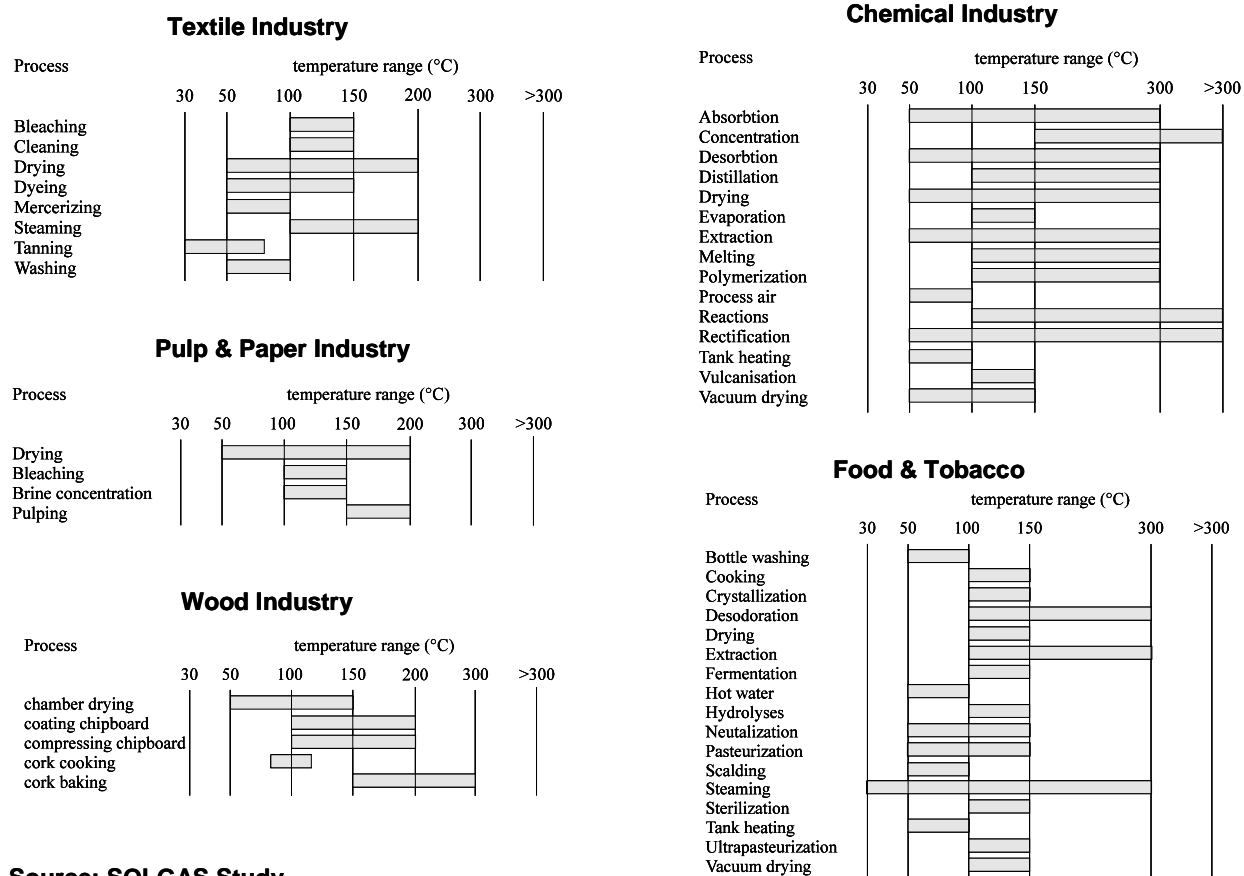 Textile Industry
Process temperature range (°C)
30 50 100 150 200 300 >300
Bleaching
Cleaning
Drying
Dyeing
Mercerizing
Steaming
Tanning
Washing
Pulp & Paper Industry
Process temperature range (°C)
30 50 100 150 200 300 >300
Drying
Bleaching
Brine concentration
Pulping
Wood Industry
Process temperature range (°C)
30 50 100 150 200 300 >300
chamber drying
coating chipboard
compressing chipboard
cork cooking
cork baking
Source: SOLGAS Study
Chemical Industry
Process temperature range (°C)
30 50 100 150 300 >300
Absorbtion
Concentration
Desorbtion
Distillation
Drying
Evaporation
Extraction
Melting
Polymerization
Process air
Reactions
Rectification
Tank heating
Vulcanisation
Vacuum drying
Food & Tobacco
Process temperature range (°C)
30 50 100 150 300 >300
Bottle washing
Cooking
Crystallization
Desodoration
Drying
Extraction
Fermentation
Hot water
Hydrolyses
Neutalization
Pasteurization
Scalding
Steaming
Sterilization
Tank heating
Ultrapasteurization
Vacuum drying